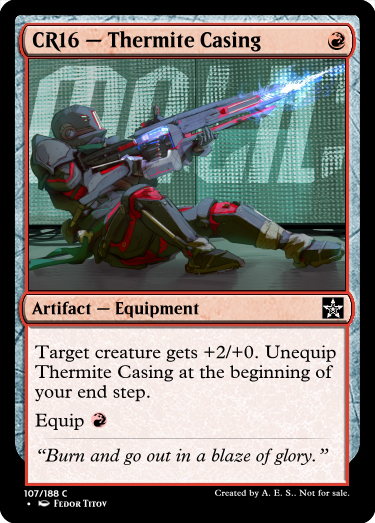 CR16 — Thermite Casing
Artifact — Equipment
Target creature gets +2/+0. Unequip
Thermite Casing at the beginning of
your end step.
Equip
“Burn and go out in a blaze of glory.”
107/188 C
Created by A. E. S.. Not for sale.
• Fedor Titov